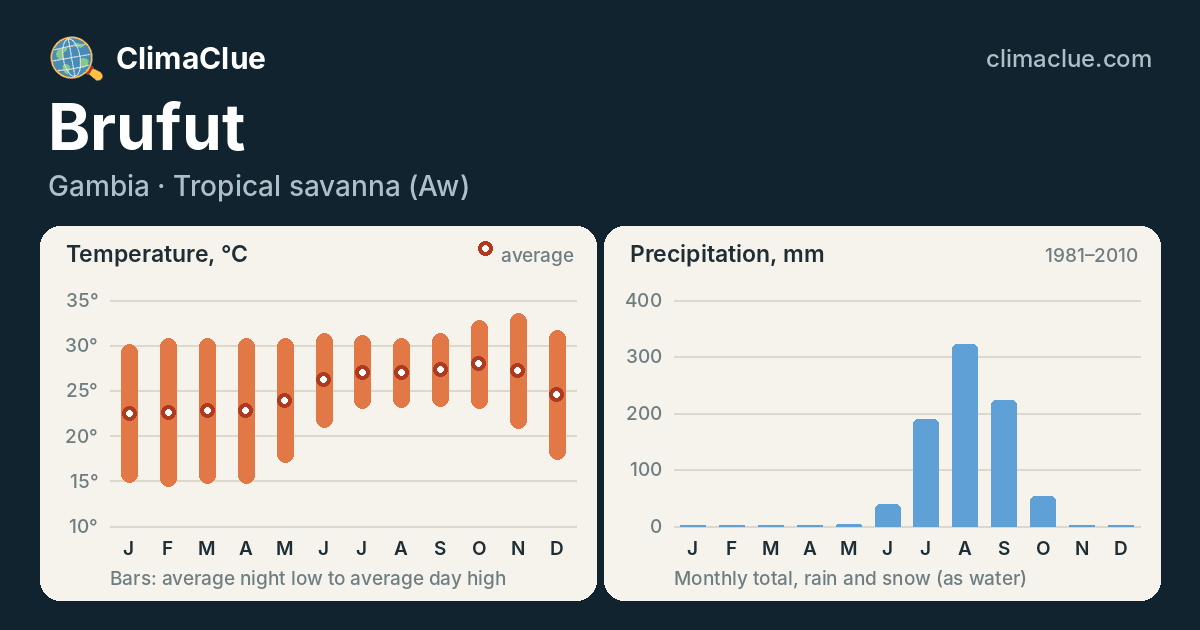 ClimaClue
climaclue.com
Brufut
Gambia · Tropical savanna (Aw)
Temperature, °C
average
35°
30°
25°
20°
15°
10°
J F M A M J J A S O N D
Bars: average night low to average day high
Precipitation, mm
1981–2010
400
300
200
100
0
J F M A M J J A S O N D
Monthly total, rain and snow (as water)